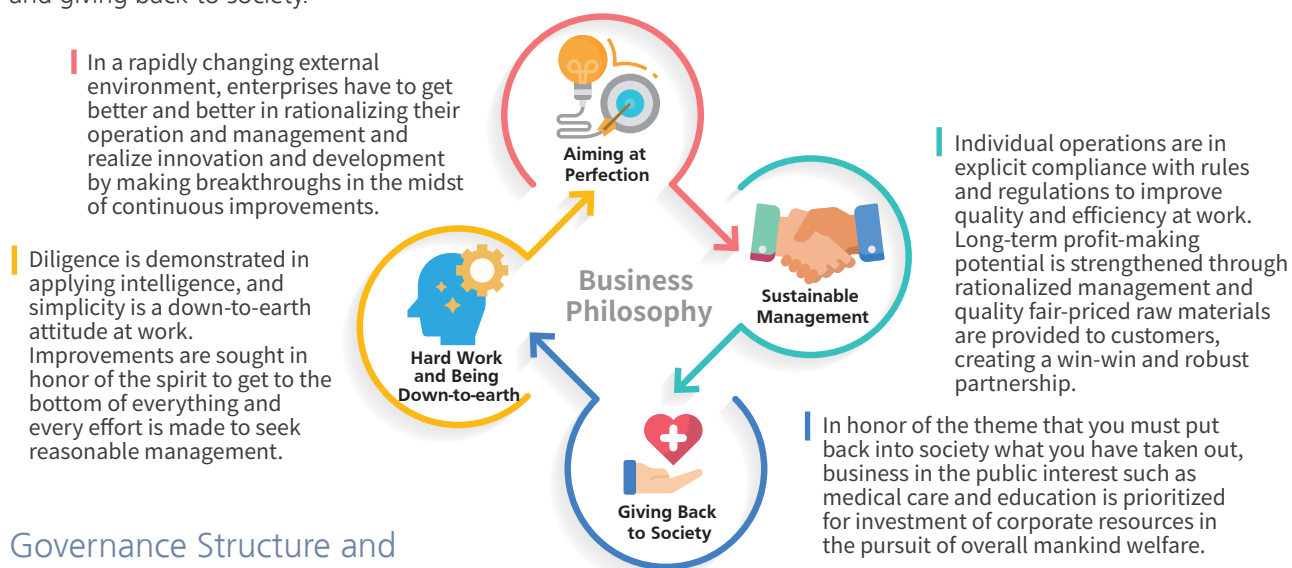 and giving back to society.
In a rapidly changing external
environment, enterprises have to get
better and better in rationalizing their
operation and management and
realize innovation and development
by making breakthroughs in the midst
of continuous improvements.
Aiming at
Perfection
Individual operations are in
explicit compliance with rules
and regulations to improve
quality and efficiency at work.
Long-term profit-making
potential is strengthened through
rationalized management and
quality fair-priced raw materials
are provided to customers,
creating a win-win and robust
partnership.
Diligence is demonstrated in
applying intelligence, and
simplicity is a down-to-earth
attitude at work.
Improvements are sought in
honor of the spirit to get to the
bottom of everything and
every effort is made to seek
reasonable management.
Business
Philosophy
Sustainable
Management
Hard Work
and Being
Down-to-earth
Giving Back
to Society
In honor of the theme that you must put
back into society what you have taken out,
business in the public interest such as
medical care and education is prioritized
for investment of corporate resources in
the pursuit of overall mankind welfare.
Governance Structure and